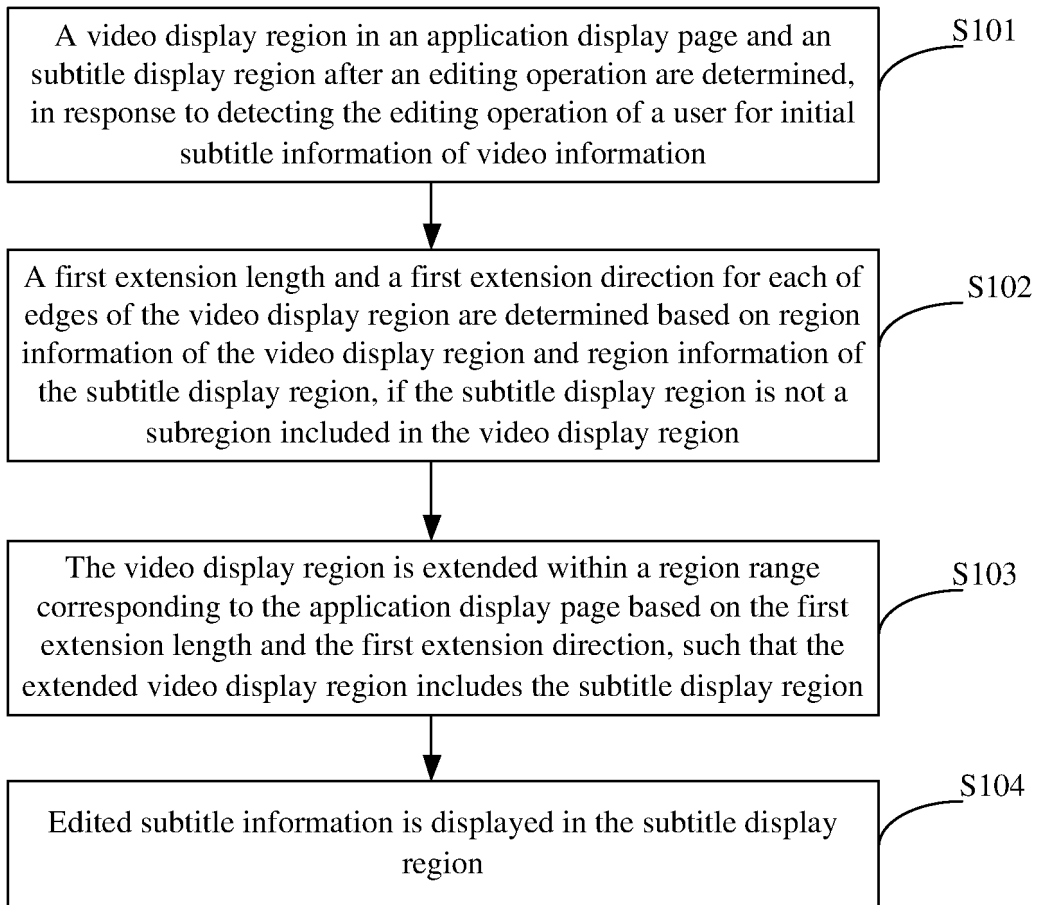 A video display region in an application display page and an
subtitle display region after an editing operation are determined,
in response to detecting the editing operation of a user for initial
subtitle information of video information
S101
A first extension length and a first extension direction for each of
edges of the video display region are determined based on region
information of the video display region and region information of
the subtitle display region, if the subtitle display region is not a
subregion included in the video display region
S102
The video display region is extended within a region range
corresponding to the application display page based on the first
extension length and the first extension direction, such that the
extended video display region includes the subtitle display region
S103
Edited subtitle information is displayed in the subtitle display
region
S104